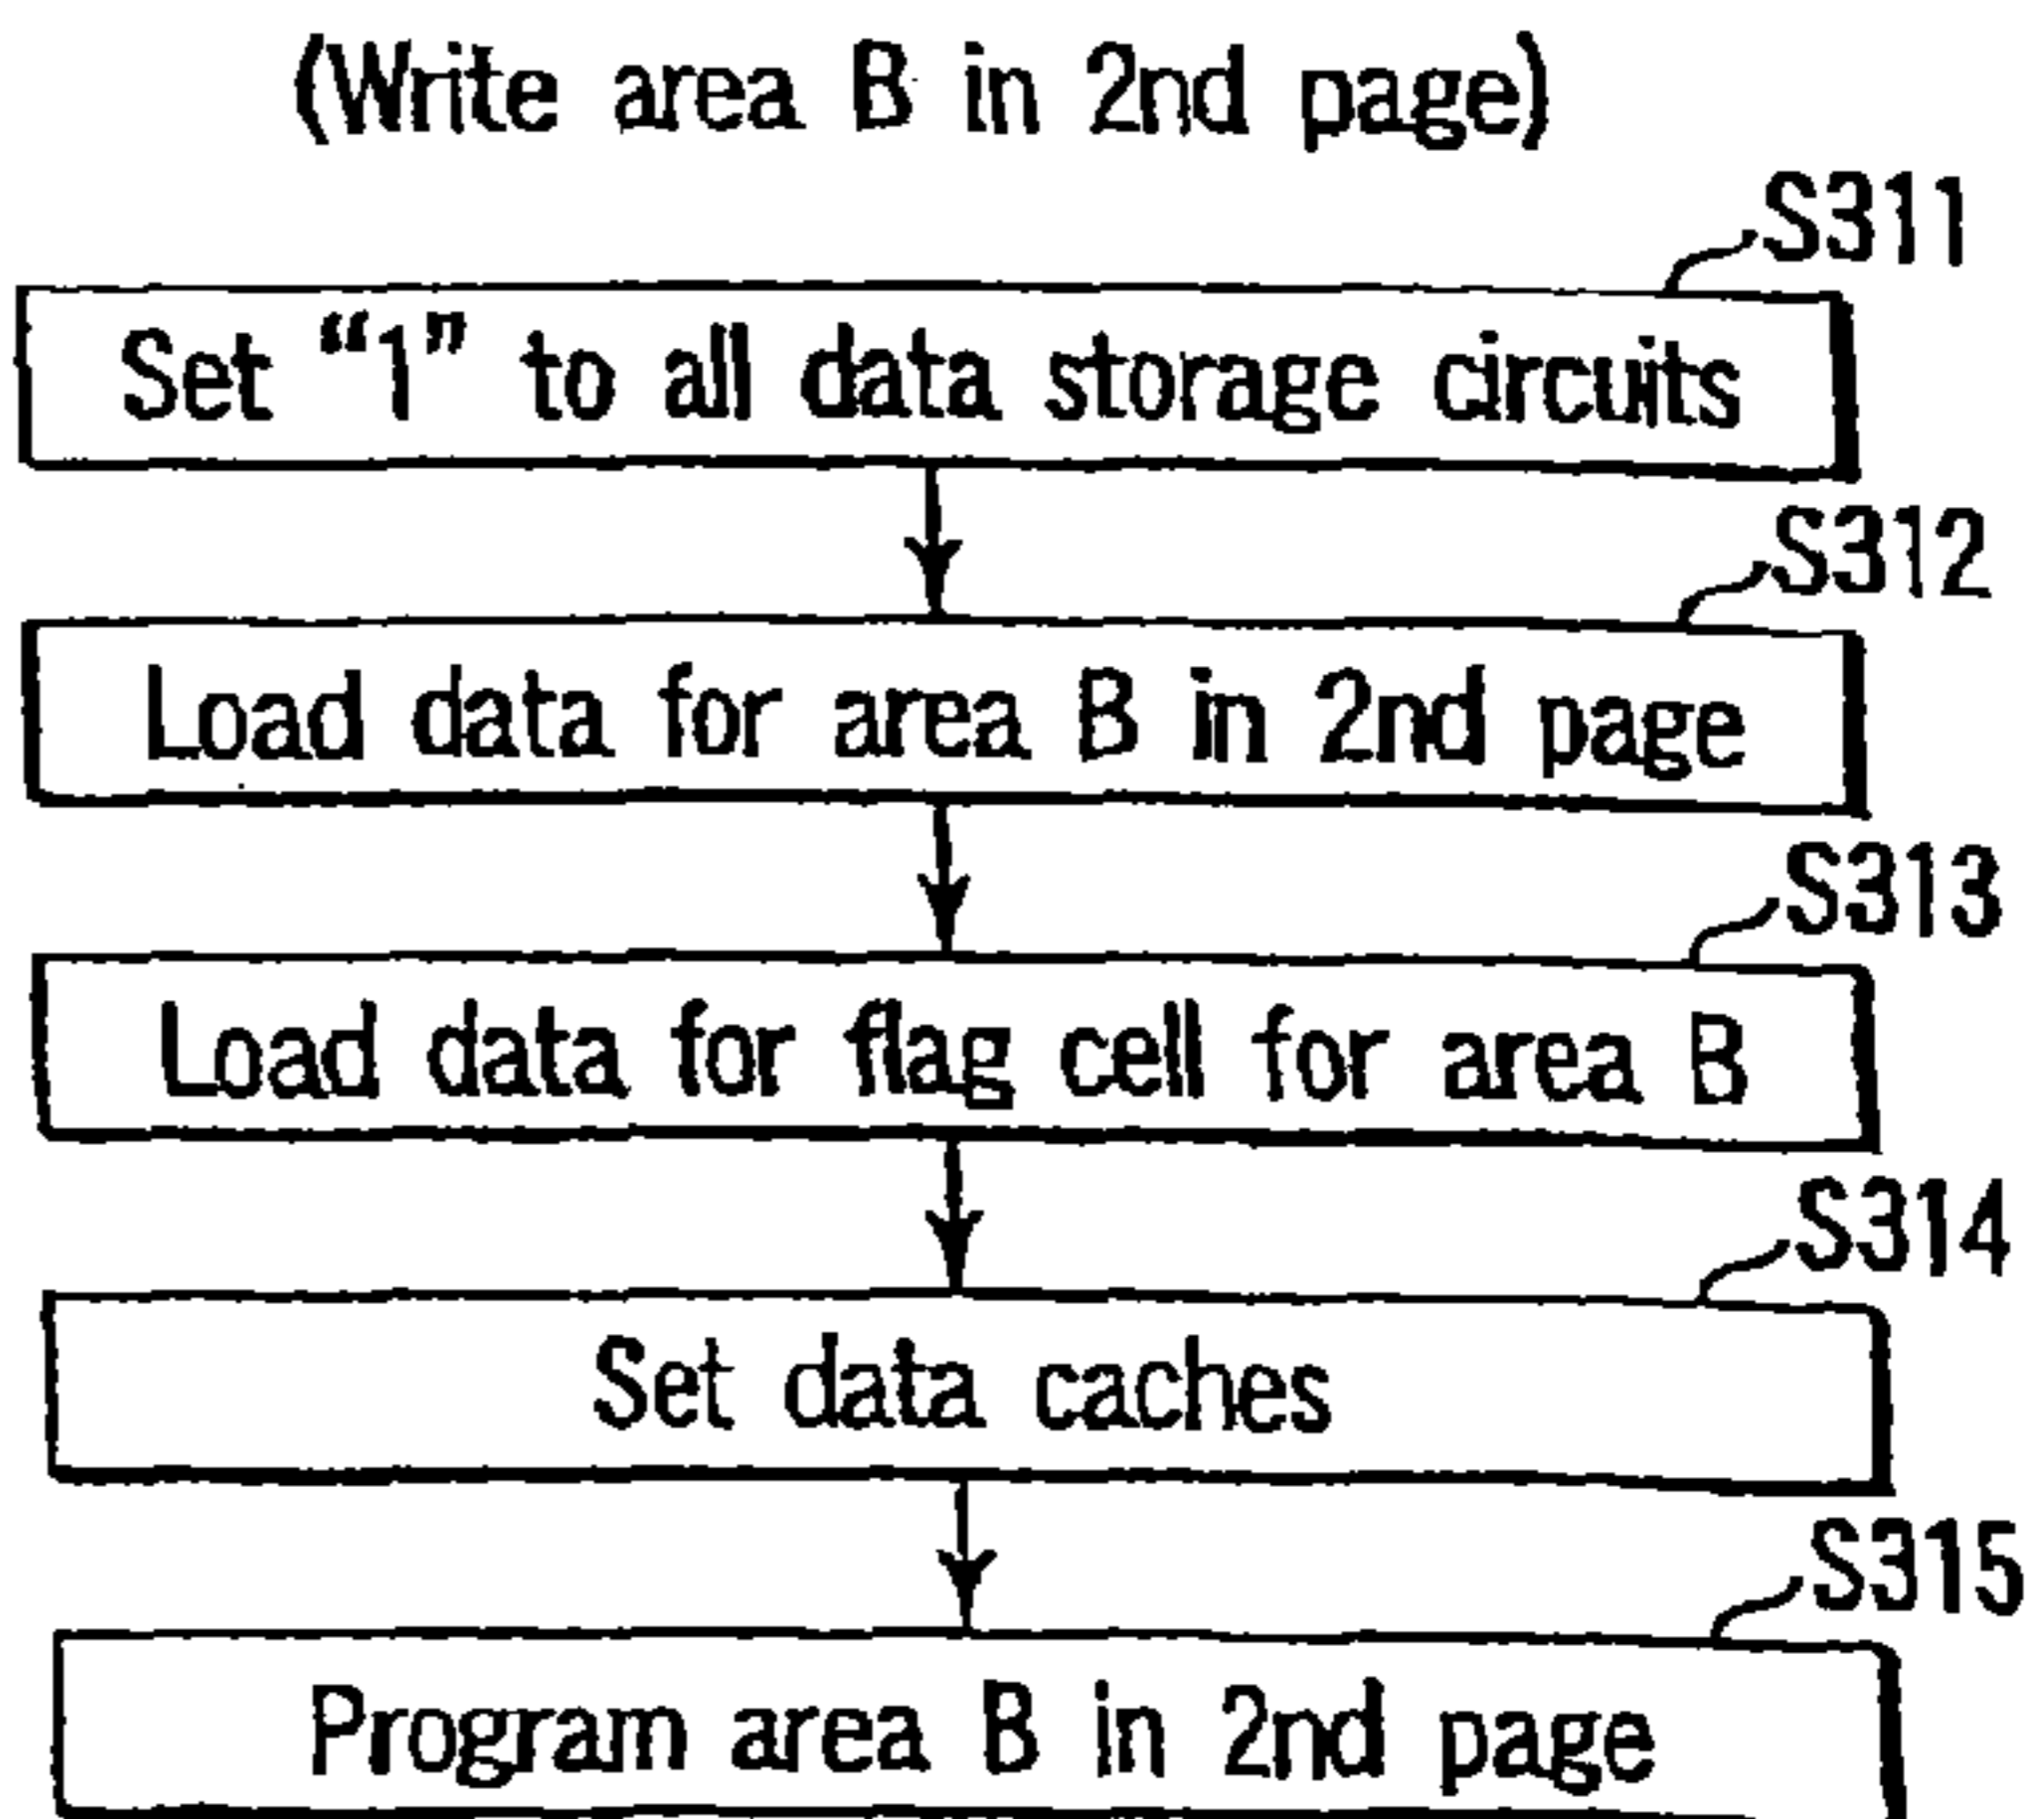 (Write area B in 2nd page)
S311
Set “1” to all data storage circuits
S312
Load data for area B in 2nd page
S313
Load data for flag cell for area B
S314
Set data caches
S315
Program area B in 2nd page